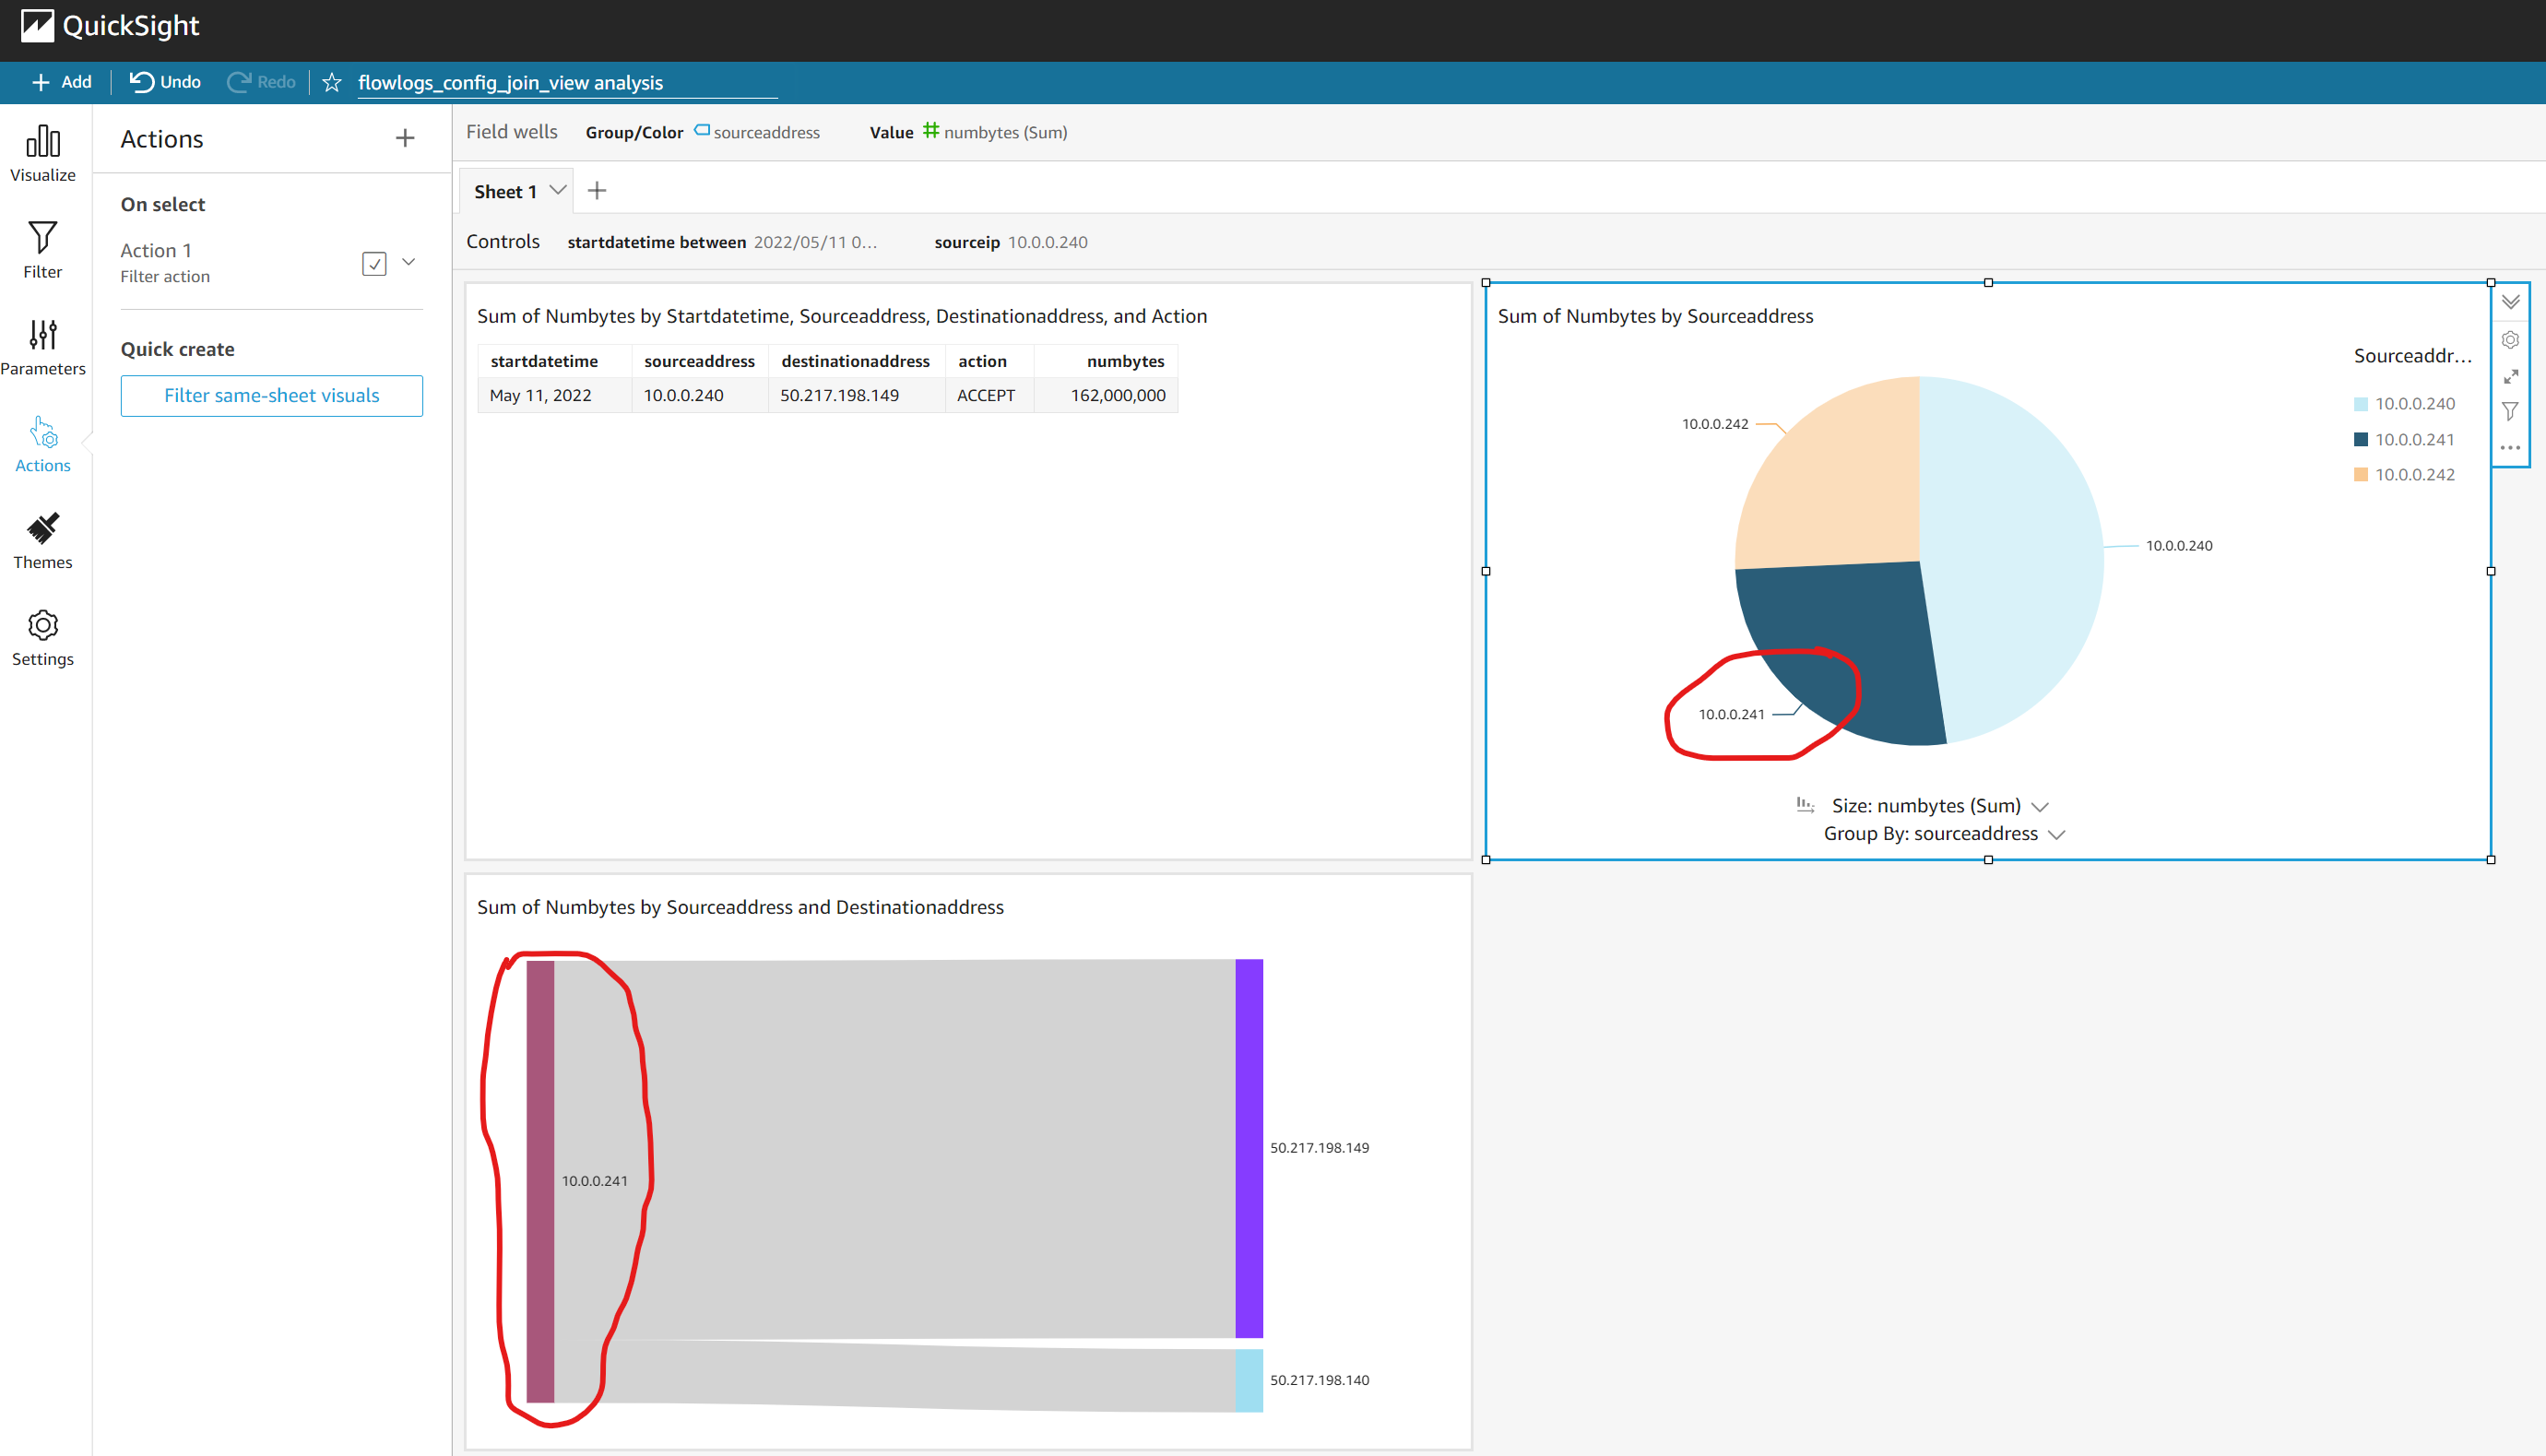 QuickSight
Add Undo Redo flowlogs_config_join_view analysis
Visualize
Filter
Parameters
Actions
Themes
Settings
Actions
On select
Action 1
Filter action
Quick create
Filter same-sheet visuals
Field wells Group/Color sourceaddress Value numbytes (Sum)
Sheet 1
Controls startdatetime between 2022/05/11 0... sourceip 10.0.0.240
Sum of Numbytes by Startdatetime, Sourceaddress, Destinationaddress, and Action
startdatetime sourceaddress destinationaddress action numbytes
May 11, 2022 10.0.0.240 50.217.198.149 ACCEPT 162,000,000
Sum of Numbytes by Sourceaddress
Sourceaddr...
10.0.0.240
10.0.0.241
10.0.0.242
10.0.0.242
10.0.0.240
10.0.0.241
Size: numbytes (Sum)
Group By: sourceaddress
Sum of Numbytes by Sourceaddress and Destinationaddress
10.0.0.241
50.217.198.149
50.217.198.140